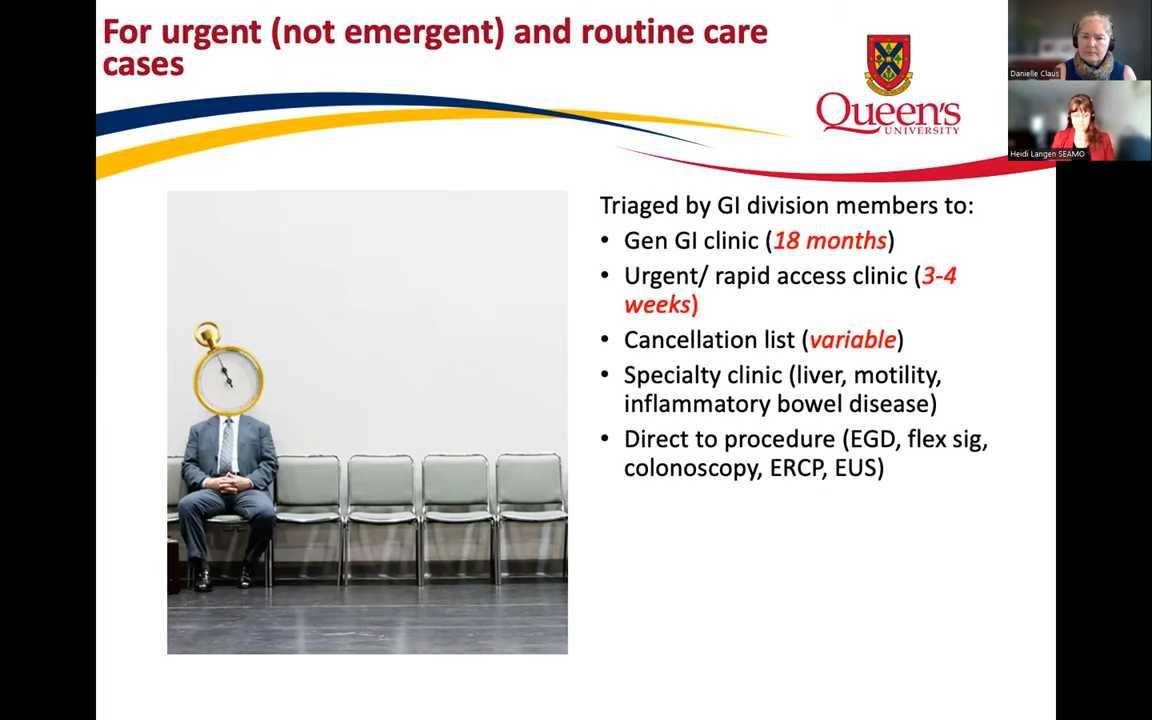 For urgent (not emergent) and routine care
cases
Queen's
UNIVERSITY
Danielle Claus
Heidi Langen SEAMO
Triaged by GI division members to:
• Gen GI clinic (18 months)
• Urgent/ rapid access clinic (3-4
weeks)
• Cancellation list (variable)
• Specialty clinic (liver, motility,
inflammatory bowel disease)
• Direct to procedure (EGD, flex sig,
colonoscopy, ERCP, EUS)